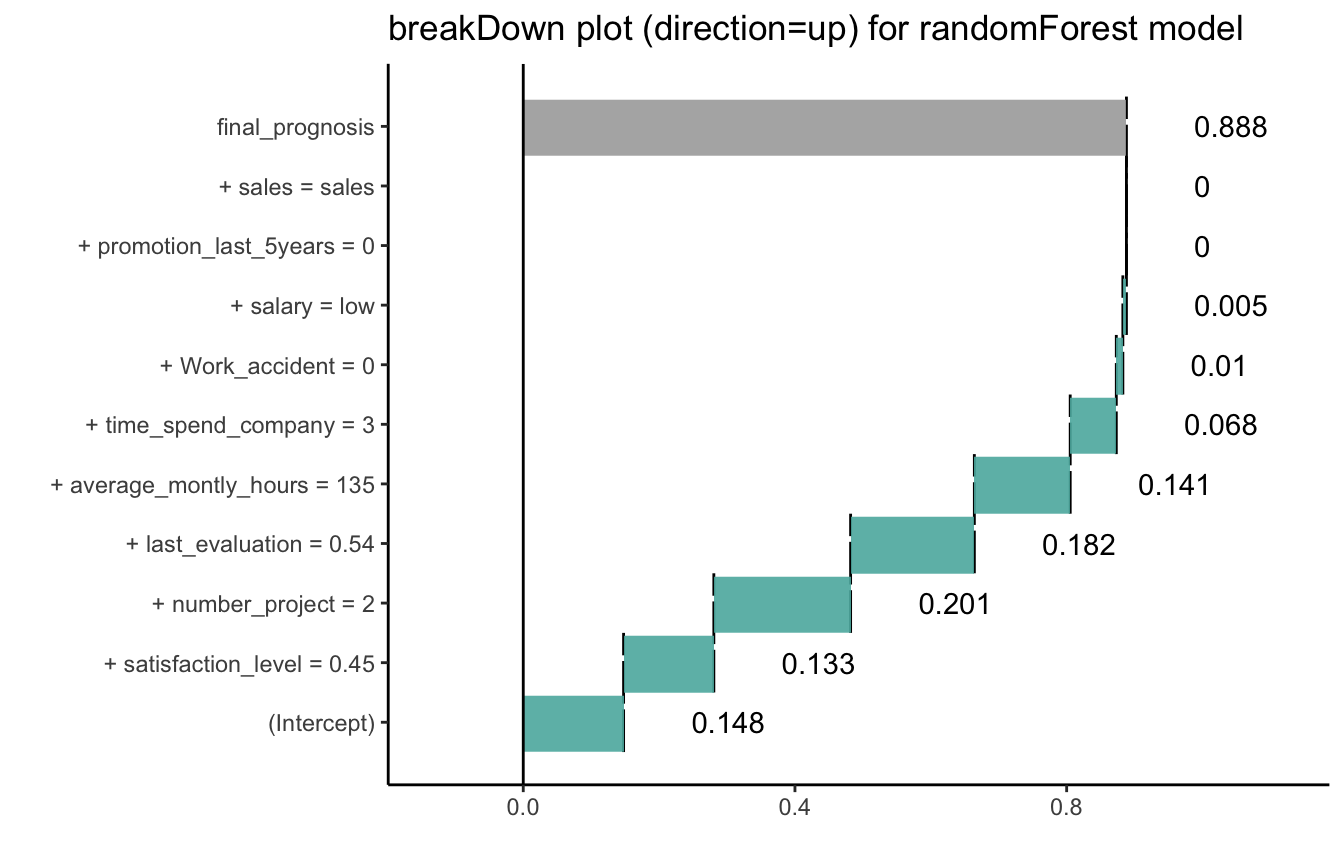 breakDown plot (direction=up) for randomForest model
final_prognosis 0.888
+ sales = sales 0
+ promotion_last_5years = 0 0
+ salary = low 0.005
+ Work_accident = 0 0.01
+ time_spend_company = 3 0.068
+ average_montly_hours = 135 0.141
+ last_evaluation = 0.54 0.182
+ number_project = 2 0.201
+ satisfaction_level = 0.45 0.133
(Intercept) 0.148
0.0 0.4 0.8